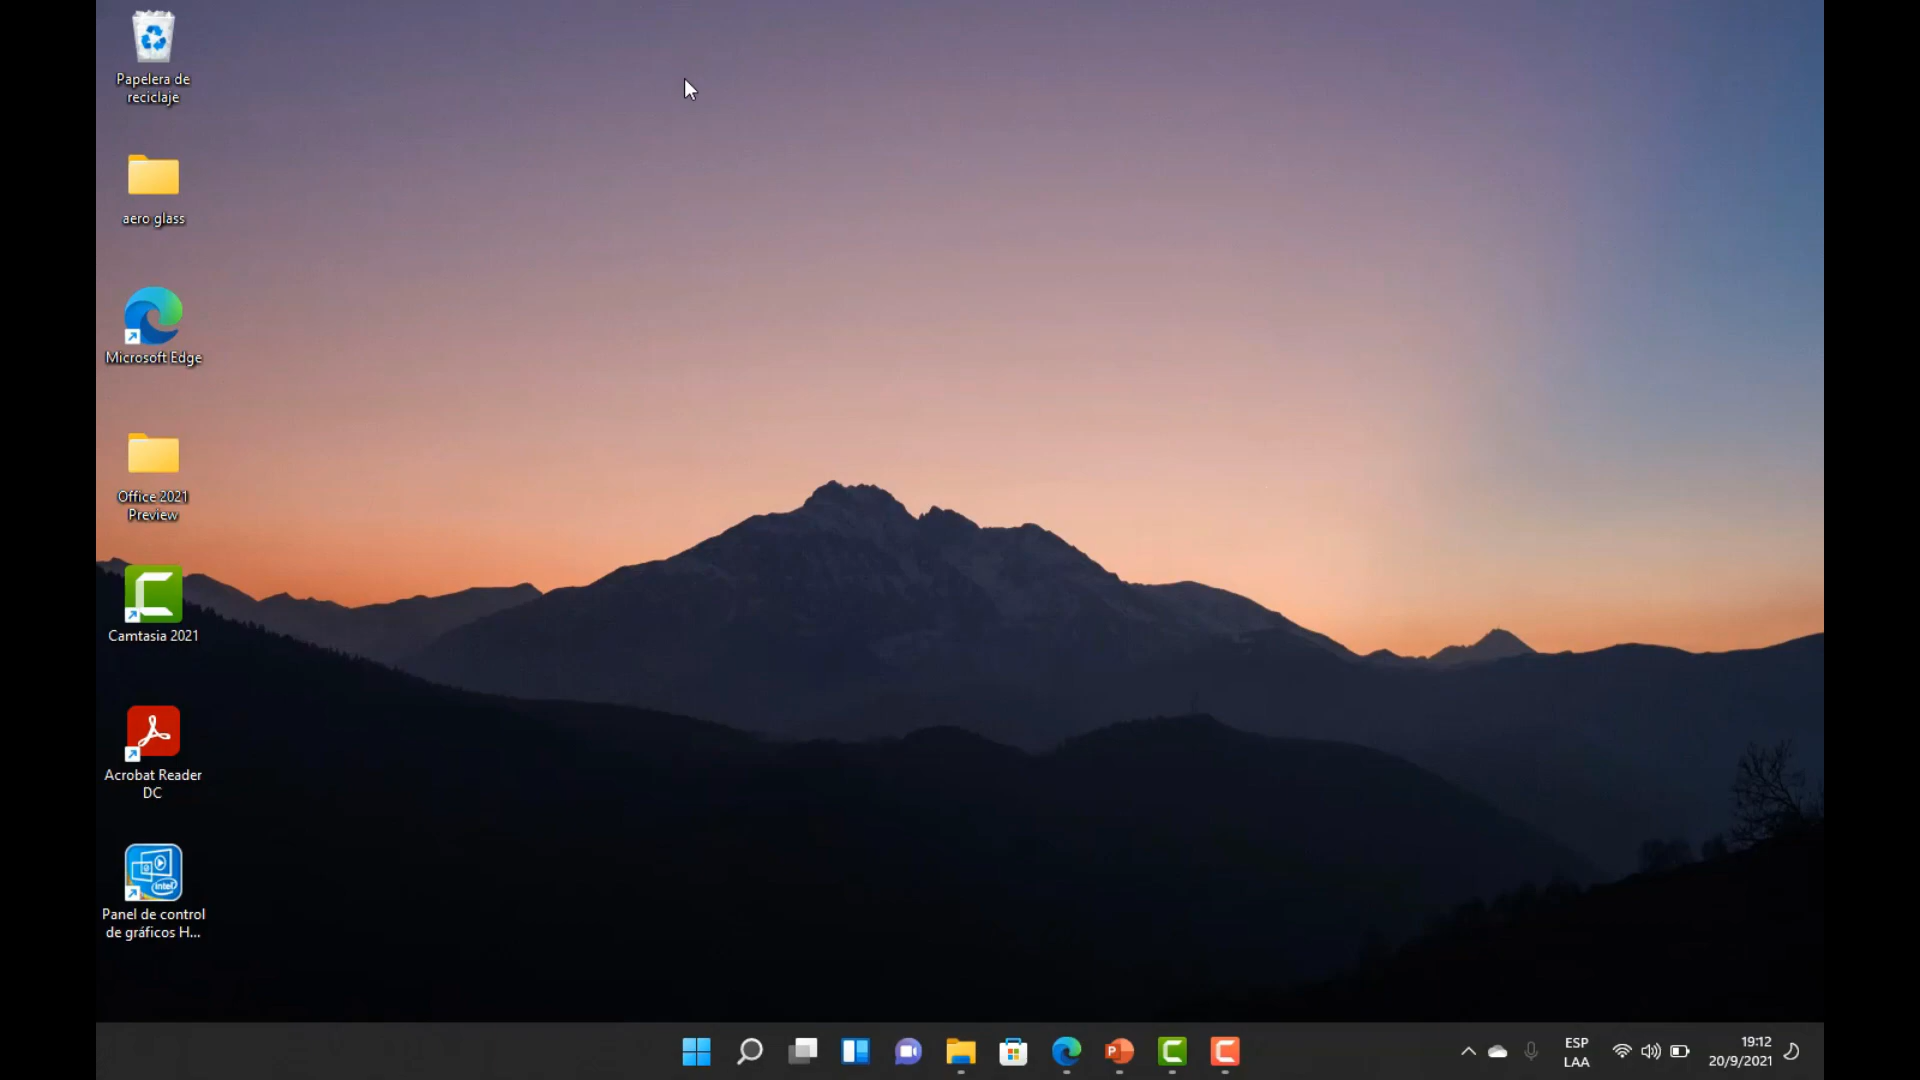 Papelera de
reciclaje
aero glass
Microsoft Edge
Office 2021
Preview
Camtasia 2021
Acrobat Reader
DC
intel
Panel de control
de gráficos H...
P
ESP
LAA
19:12
20/9/2021